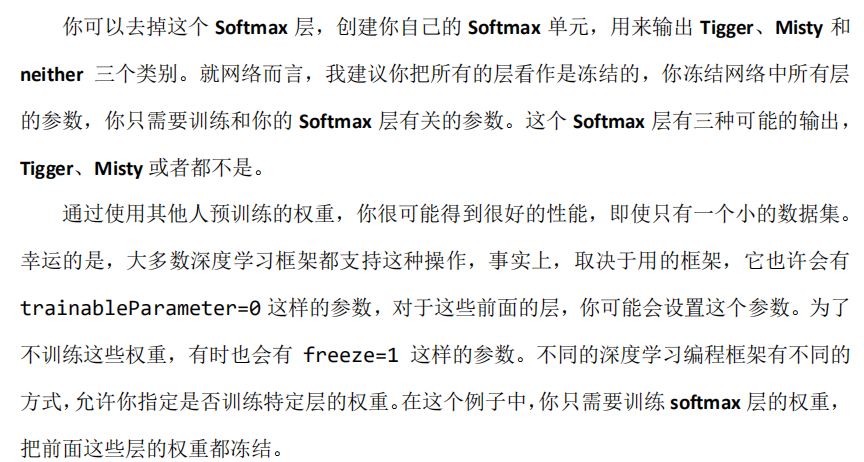 你可以去掉这个 Softmax 层，创建你自己的 Softmax 单元，用来输出 Tigger、Misty 和
neither 三个类别。就网络而言，我建议你把所有的层看作是冻结的，你冻结网络中所有层
的参数，你只需要训练和你的 Softmax 层有关的参数。这个 Softmax 层有三种可能的输出，
Tigger、Misty 或者都不是。
通过使用其他人预训练的权重，你很可能得到很好的性能，即使只有一个小的数据集。
幸运的是，大多数深度学习框架都支持这种操作，事实上，取决于用的框架，它也许会有
trainableParameter=0 这样的参数，对于这些前面的层，你可能会设置这个参数。为了
不训练这些权重，有时也会有 freeze=1 这样的参数。不同的深度学习编程框架有不同的
方式，允许你指定是否训练特定层的权重。在这个例子中，你只需要训练 softmax 层的权重，
把前面这些层的权重都冻结。